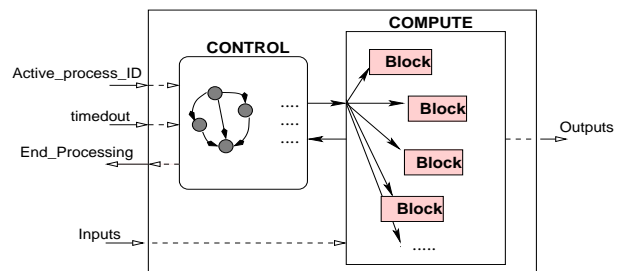 COMPUTE
CONTROL
Block
Active_process_ID
....
Block
timedout
....
Outputs
....
End_Processing
Block
Block
Inputs
.....